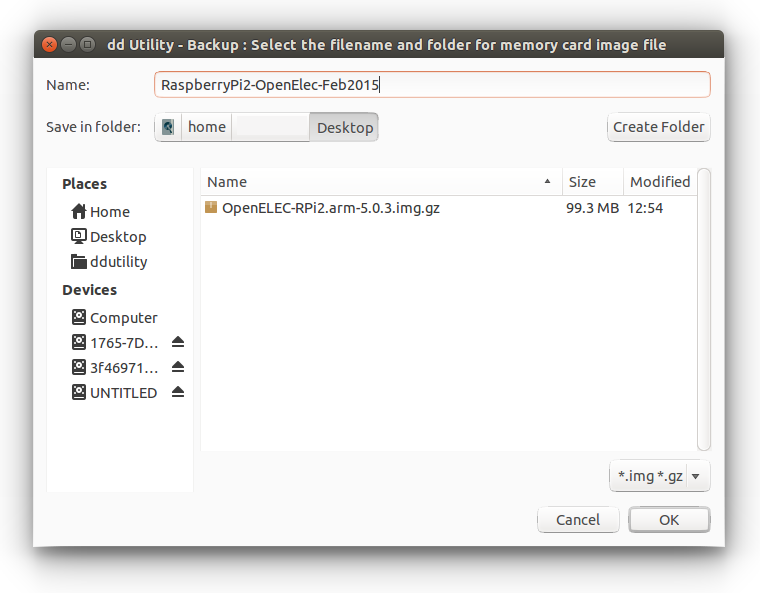 dd Utility - Backup : Select the filename and folder for memory card image file
Name: RaspberryPi2-OpenElec-Feb2015
Save in folder: home Desktop Create Folder
Places
Home
Desktop
ddutility
Devices
Computer
1765-7D...
3f46971...
UNTITLED
Name Size Modified
OpenELEC-RPi2.arm-5.0.3.img.gz 99.3 MB 12:54
*.img *.gz
Cancel OK